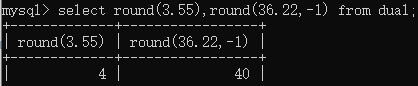 mysql> select round(3.55),round(36.22,-1) from dual;
+-------------+-----------------+
| round(3.55) | round(36.22,-1) |
+-------------+-----------------+
|           4 |              40 |